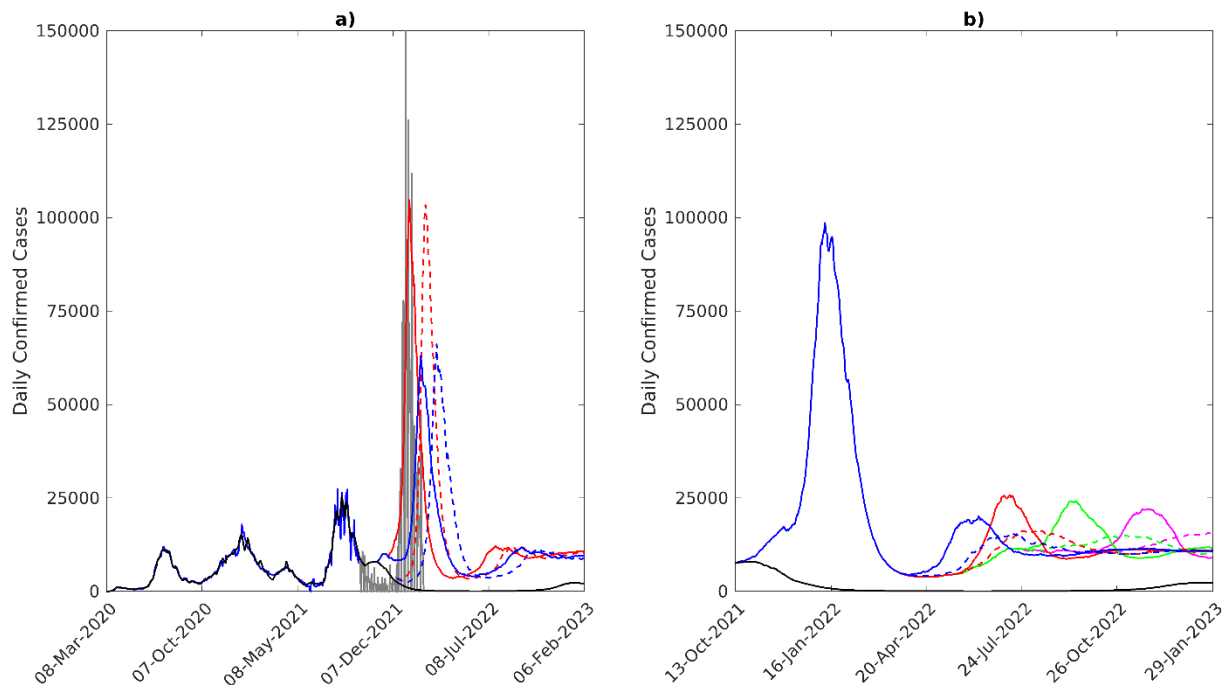 a)
Daily Confirmed Cases
150000
125000
100000
75000
50000
25000
0
08-Mar-2020
07-Oct-2020
08-May-2021
07-Dec-2021
08-Jul-2022
06-Feb-2023
b)
Daily Confirmed Cases
150000
125000
100000
75000
50000
25000
0
13-Oct-2021
16-Jan-2022
20-Apr-2022
24-Jul-2022
26-Oct-2022
29-Jan-2023